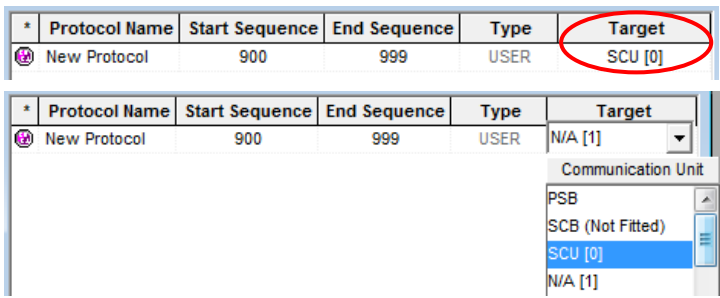 * Protocol Name Start Sequence End Sequence Type Target
New Protocol 900 999 USER SCU [0]
* Protocol Name Start Sequence End Sequence Type Target
New Protocol 900 999 USER N/A [1]
Communication Unit
PSB
SCB (Not Fitted)
SCU [0]
N/A [1]